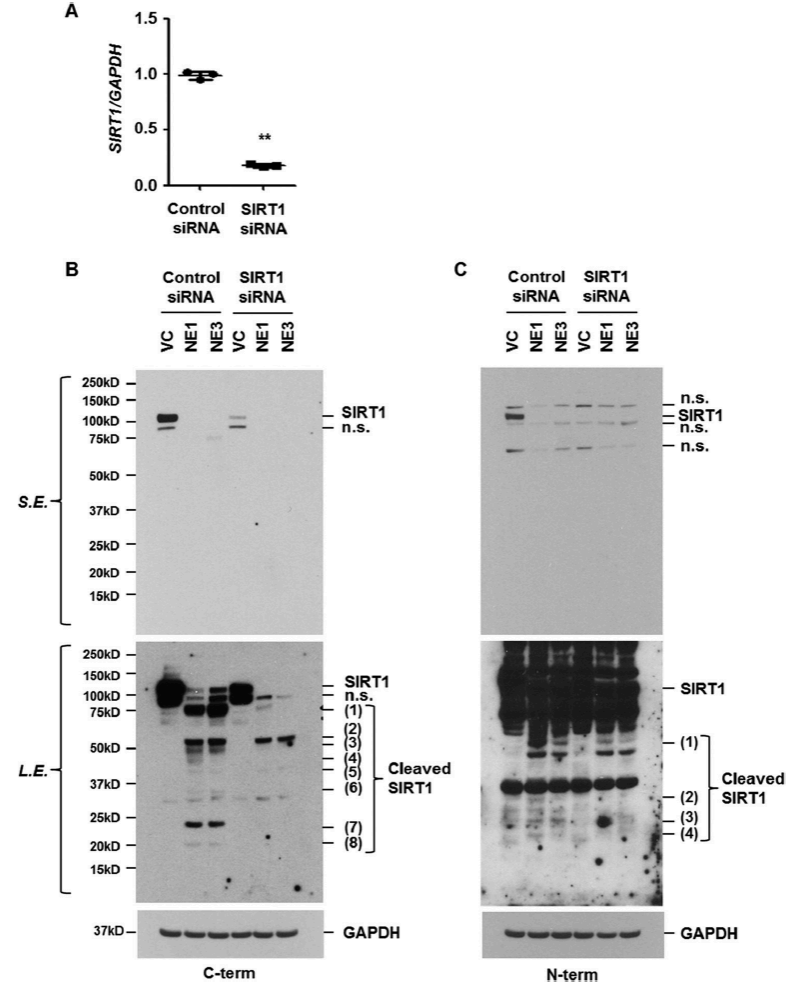 A
1.5
1.0
0.5
0.0
SIRT1/GAPDH
**
Control siRNA
SIRT1 siRNA
B
Control siRNA
SIRT1 siRNA
VC NE1 NE3 VC NE1 NE3
S.E.
250kD
150kD
100kD
75kD
50kD
37kD
25kD
20kD
15kD
SIRT1
n.s.
L.E.
250kD
150kD
100kD
75kD
50kD
37kD
25kD
20kD
15kD
SIRT1
n.s.
(1)
(2)
(3)
(4)
(5)
(6)
(7)
(8)
Cleaved
SIRT1
37kD
GAPDH
C-term
C
Control siRNA
SIRT1 siRNA
VC NE1 NE3 VC NE1 NE3
n.s.
SIRT1
n.s.
n.s.
SIRT1
(1)
(2)
(3)
(4)
Cleaved
SIRT1
GAPDH
N-term